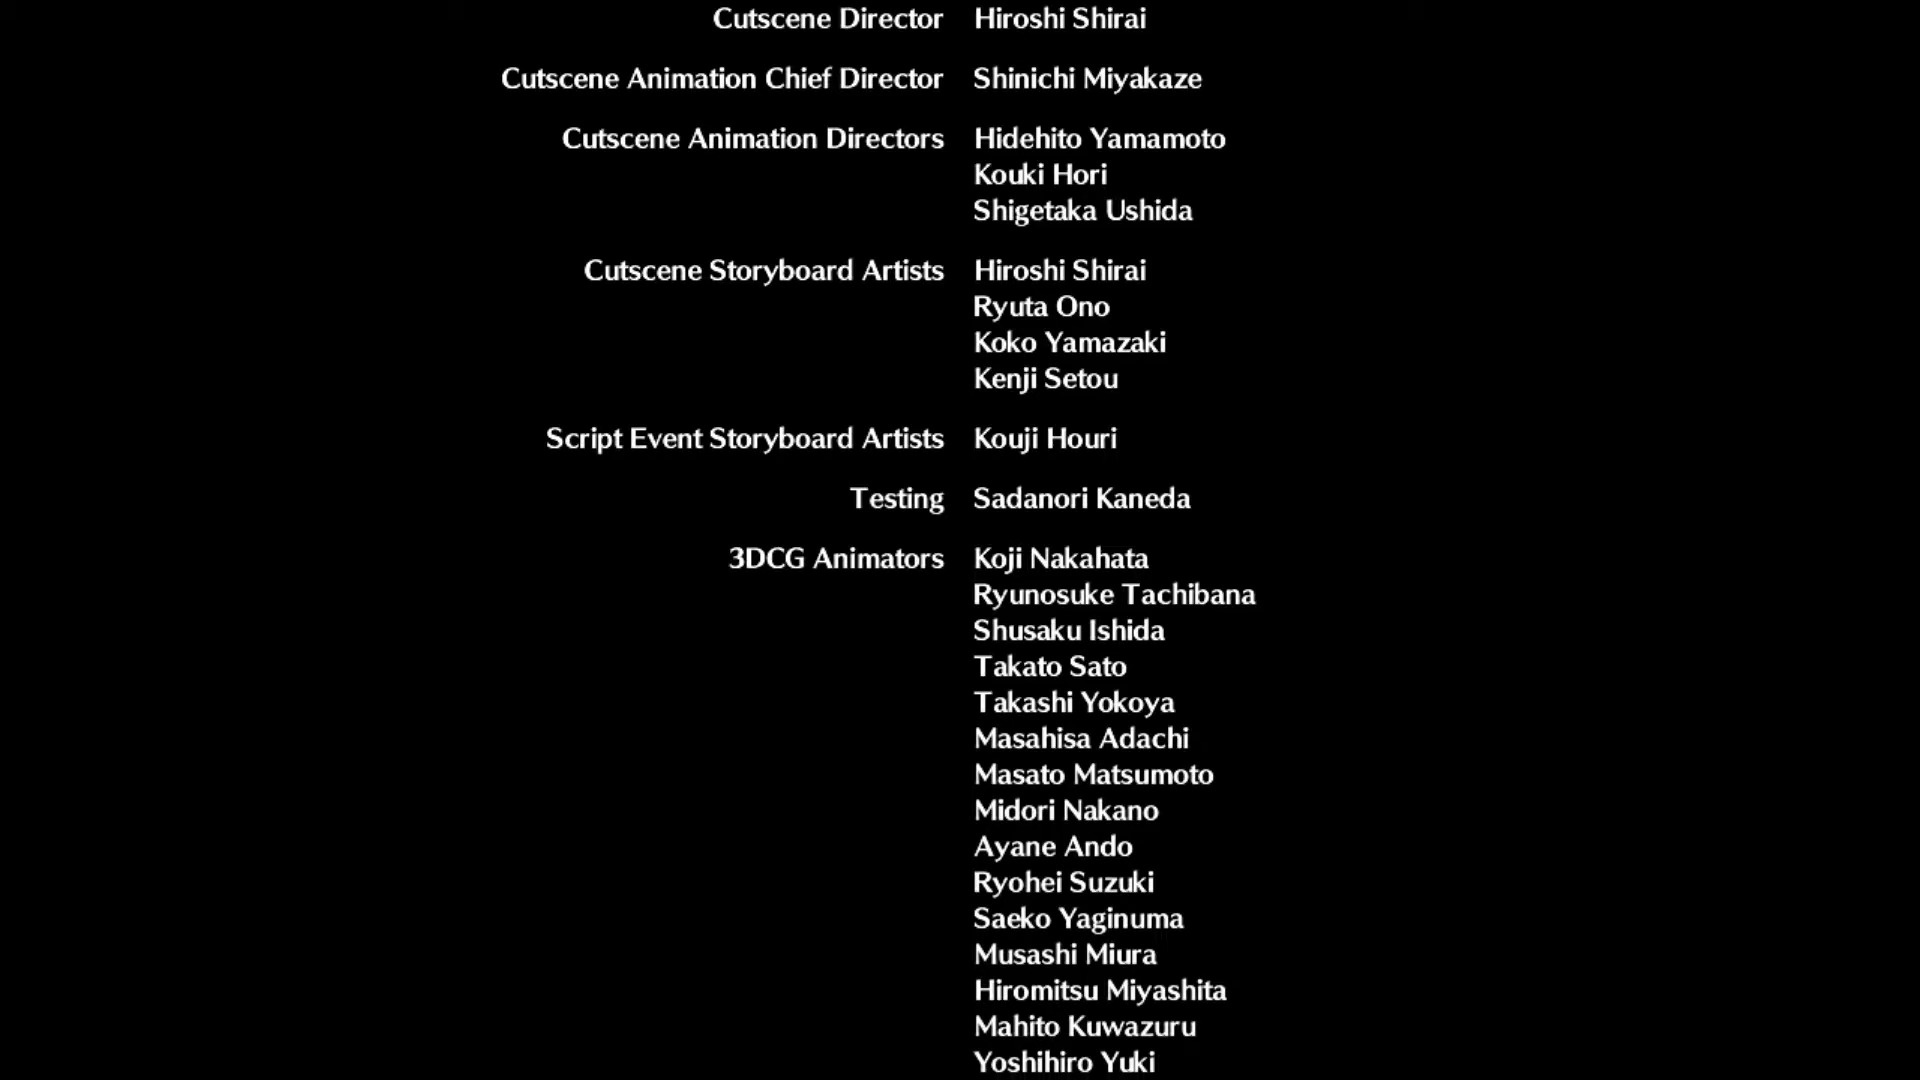 Cutscene Director Hiroshi Shirai
Cutscene Animation Chief Director Shinichi Miyakaze
Cutscene Animation Directors Hidehito Yamamoto
Kouki Hori
Shigetaka Ushida
Cutscene Storyboard Artists Hiroshi Shirai
Ryuta Ono
Koko Yamazaki
Kenji Setou
Script Event Storyboard Artists Kouji Houri
Testing Sadanori Kaneda
3DCG Animators Koji Nakahata
Ryunosuke Tachibana
Shusaku Ishida
Takato Sato
Takashi Yokoya
Masahisa Adachi
Masato Matsumoto
Midori Nakano
Ayane Ando
Ryohei Suzuki
Saeko Yaginuma
Musashi Miura
Hiromitsu Miyashita
Mahito Kuwazuru
Yoshihiro Yuki